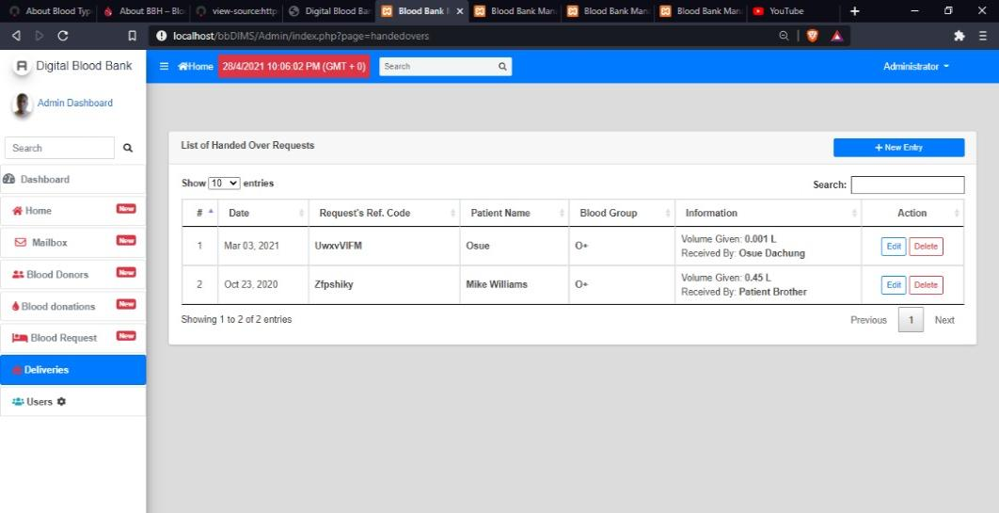 About Blood Typ
About BBH – Bloo
view-source:http
Digital Blood Ban
Blood Bank
Blood Bank Man
Blood Bank Man
Blood Bank Man
YouTube
localhost/bbDIMS/Admin/index.php?page=handedovers
Digital Blood Bank
Home
28/4/2021 10:06:02 PM (GMT + 0)
Search
Administrator
Admin Dashboard
Search
Dashboard
Home New
Mailbox New
Blood Donors New
Blood donations New
Blood Request New
Deliveries
Users
List of Handed Over Requests
+ New Entry
Show 10 entries
Search:
# Date Request's Ref. Code Patient Name Blood Group Information Action
1 Mar 03, 2021 UwxvVlFM Osue O+ Volume Given: 0.001 L
Received By: Osue Dachung
Edit Delete
2 Oct 23, 2020 Zfpshiky Mike Williams O+ Volume Given: 0.45 L
Received By: Patient Brother
Edit Delete
Showing 1 to 2 of 2 entries
Previous 1 Next